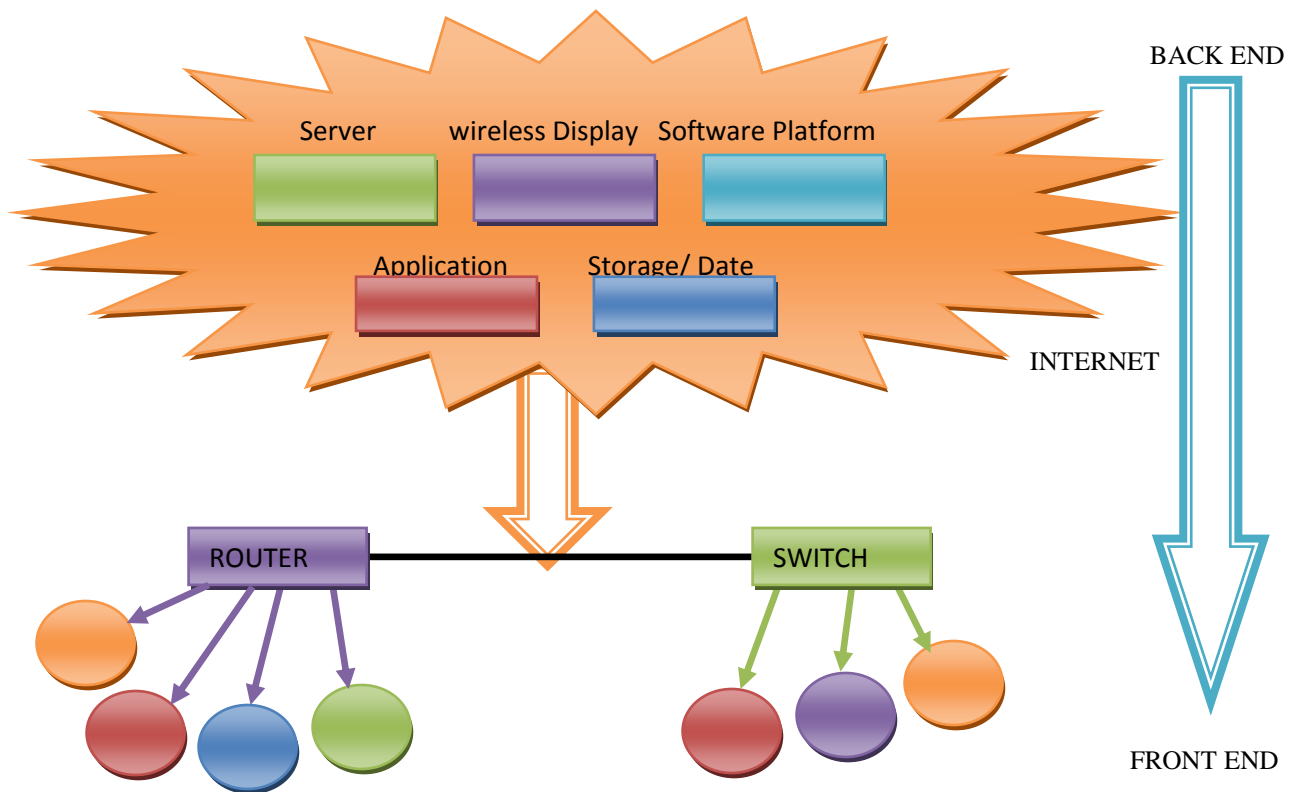 BACK END
Server
wireless Display
Software Platform
Application
Storage/ Date
INTERNET
ROUTER
SWITCH
FRONT END